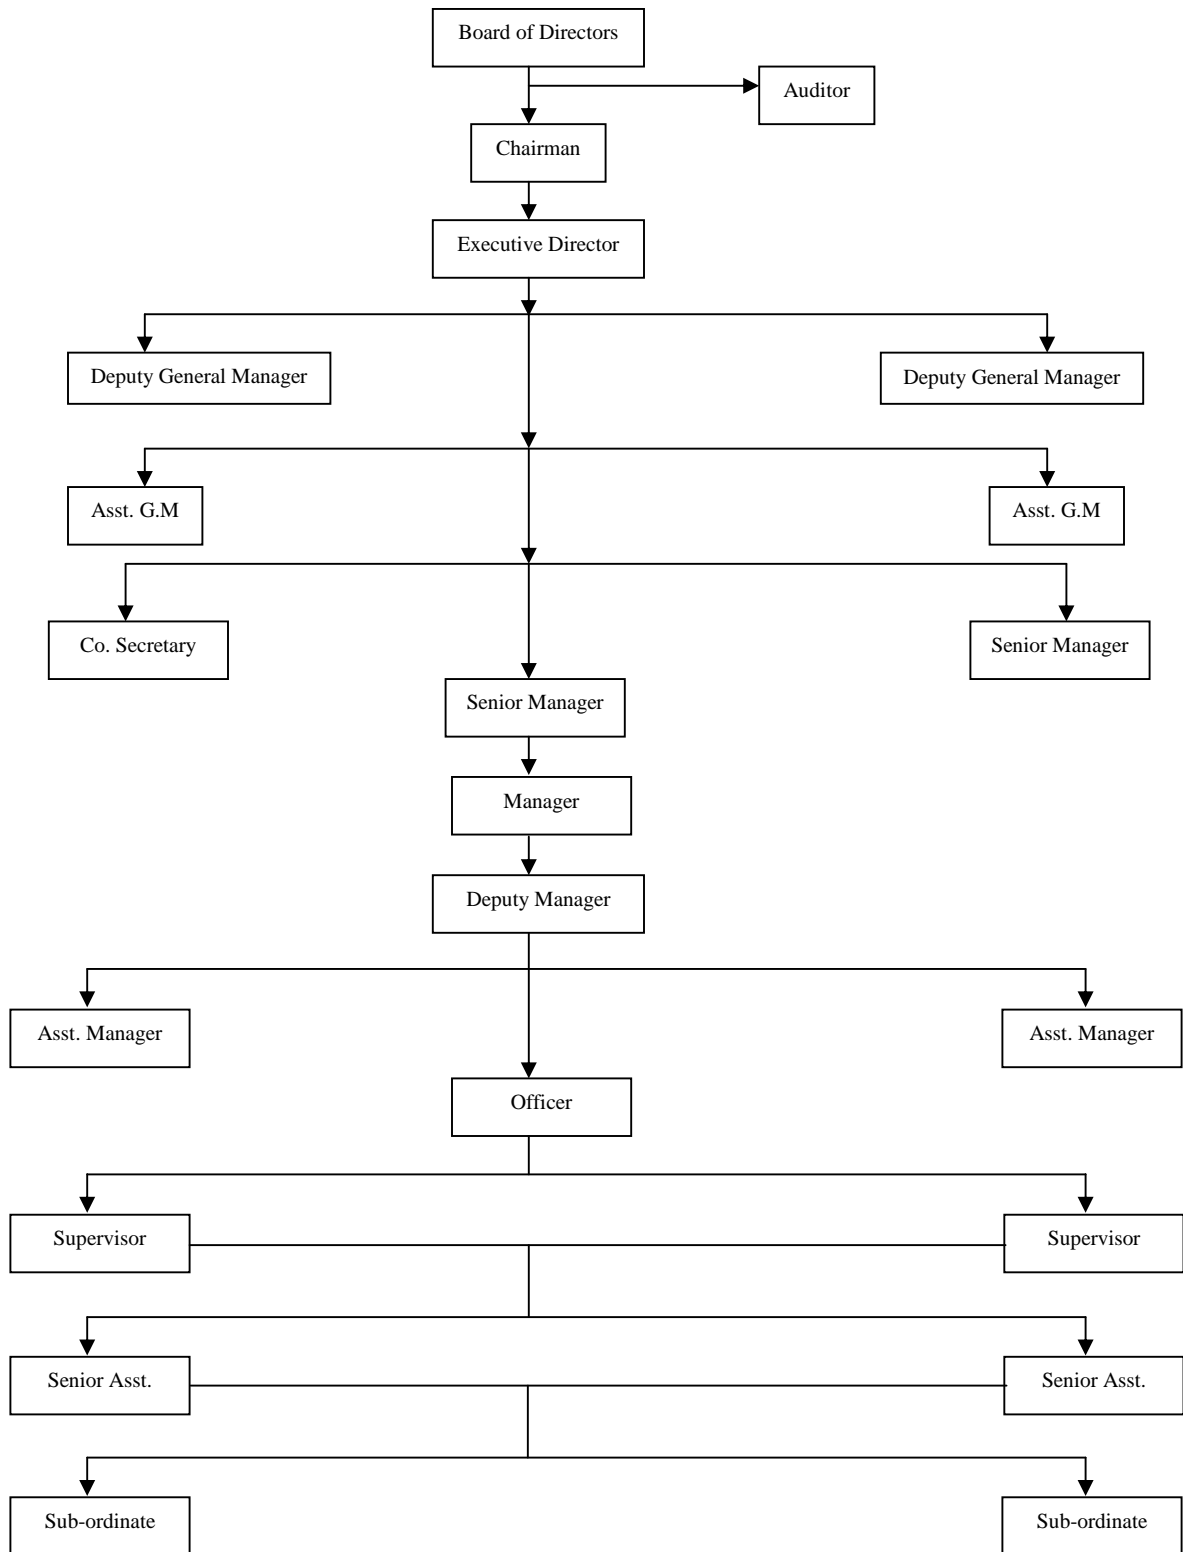 Board of Directors
Auditor
Chairman
Executive Director
Deputy General Manager
Deputy General Manager
Asst. G.M
Asst. G.M
Co. Secretary
Senior Manager
Senior Manager
Manager
Deputy Manager
Asst. Manager
Asst. Manager
Officer
Supervisor
Supervisor
Senior Asst.
Senior Asst.
Sub-ordinate
Sub-ordinate